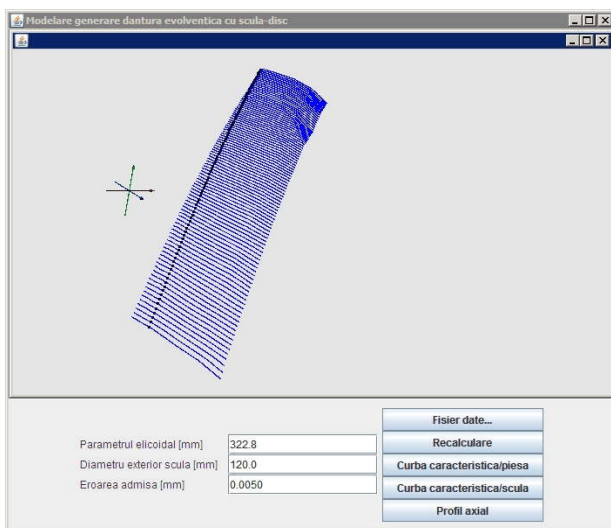 Modelare generare dantura evolventica cu scula-disc
Fisier date...
Parametrul elicoidal [mm] 322.8 Recalculare
Diametru exterior scula [mm] 120.0 Curba caracteristica/piesa
Eroarea admisa [mm] 0.0050 Curba caracteristica/scula
Profil axial